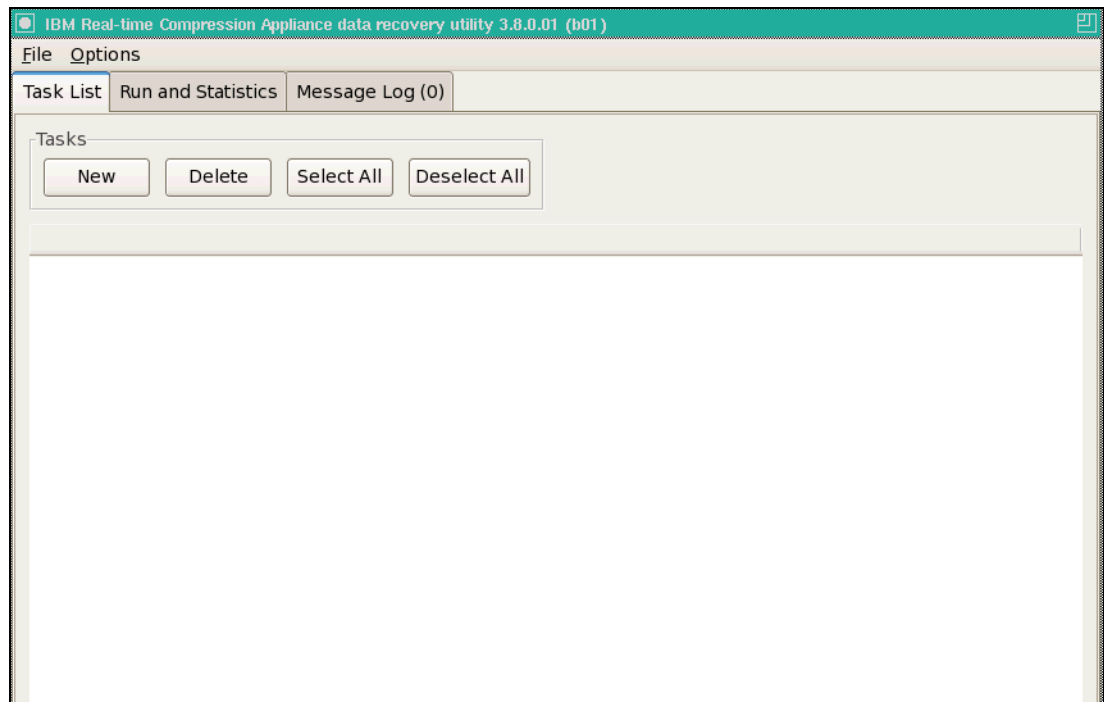 IBM Real-time Compression Appliance data recovery utility 3.8.0.01 (b01)
File Options
Task List Run and Statistics Message Log (0)
Tasks
New Delete Select All Deselect All